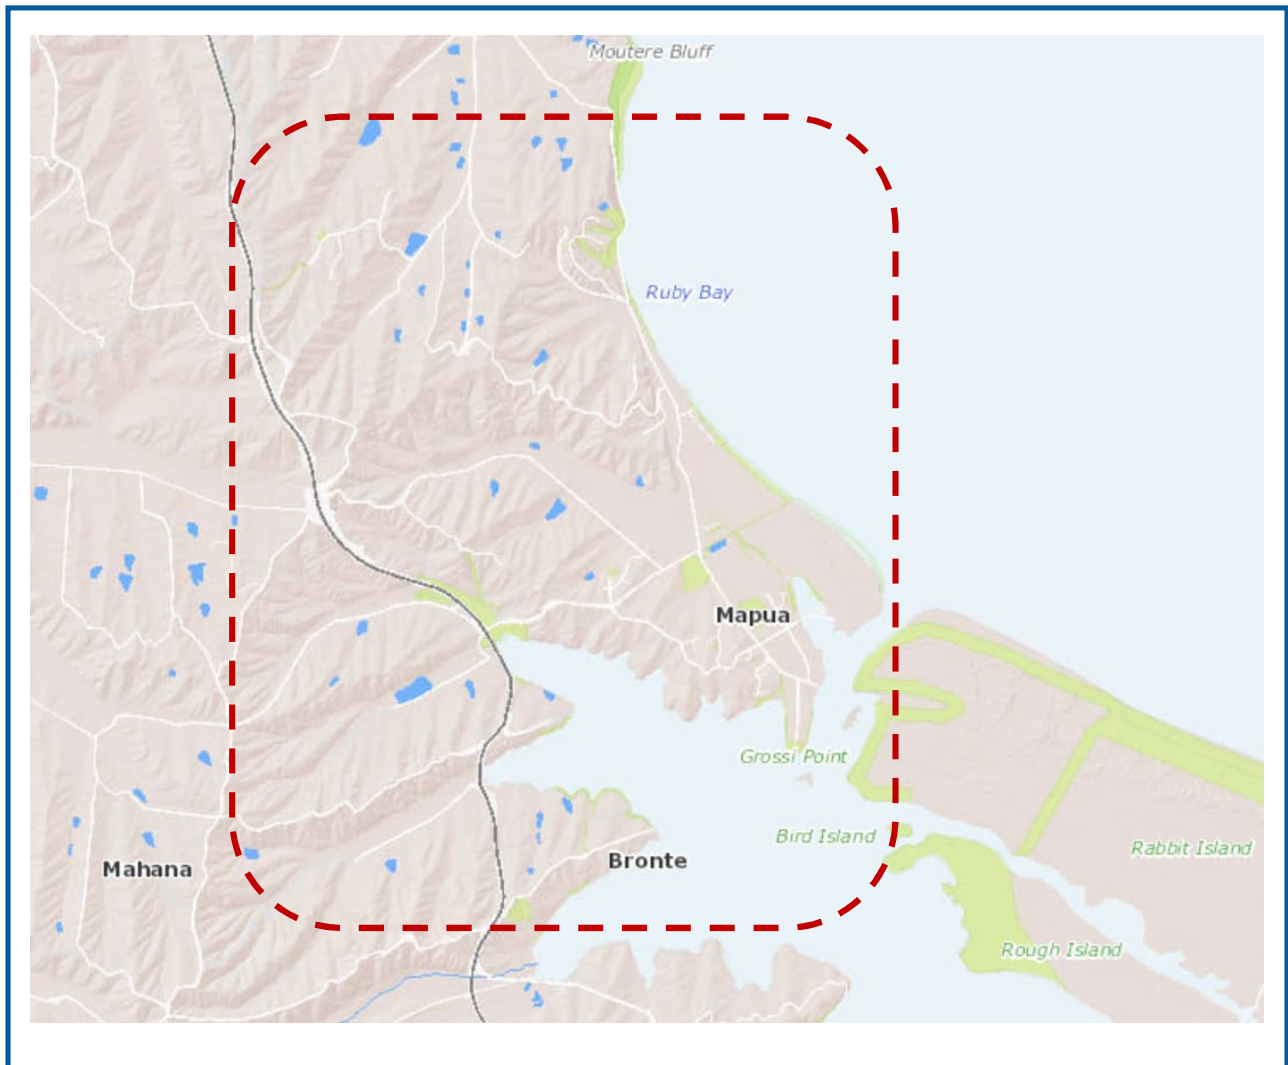 Moutere Bluff
Ruby Bay
Mapua
Grossi Point
Bird Island
Rabbit Island
Bronte
Mahana
Rough Island